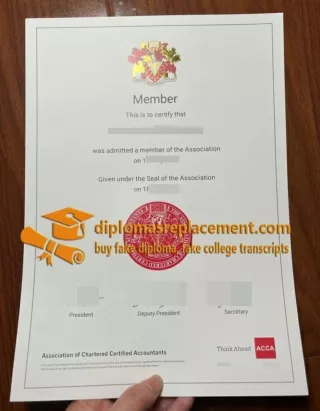 Member
This is to certify that
was admitted a member of the Association
on 1
Given under the Seal of the Association
on 1
diplomasreplacement.com
buy fake diploma, fake college transcripts
President
Deputy President
Secretary
Association of Chartered Certified Accountants
Think Ahead ACCA